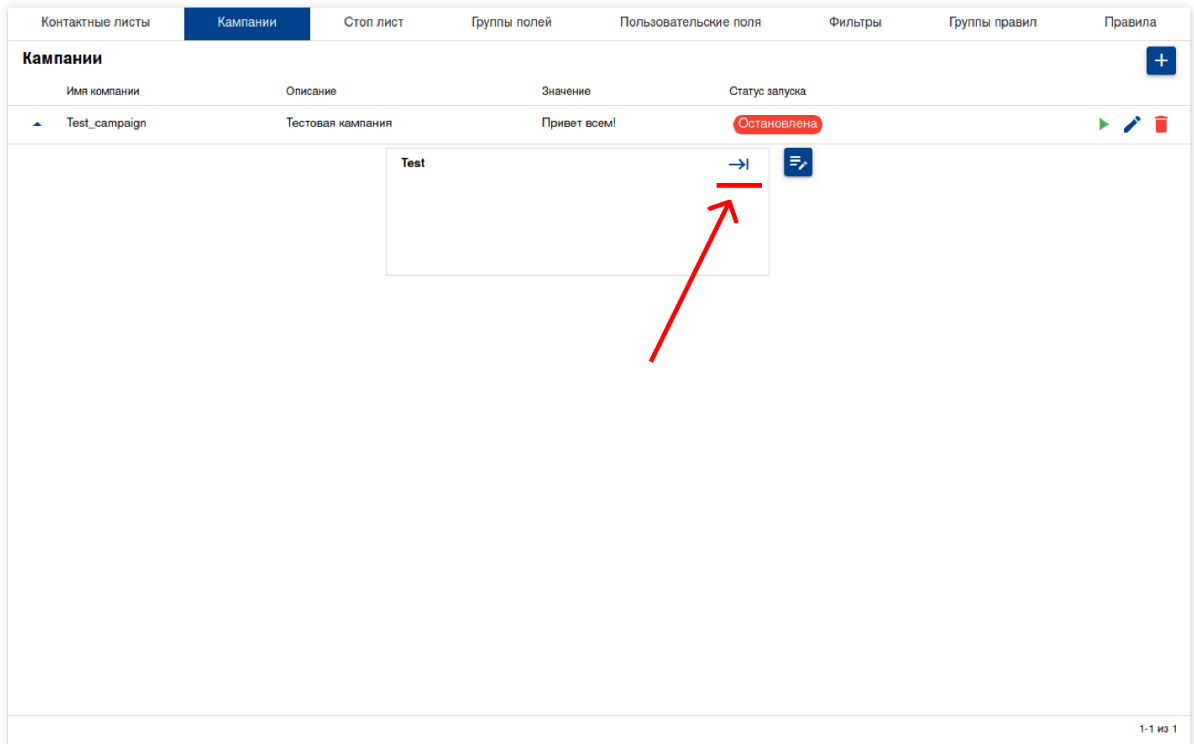 Контактные листы Кампании Стоп лист Группы полей Пользовательские поля Фильтры Группы правил Правила
Кампании
Имя компании Описание Значение Статус запуска
Test_campaign Тестовая кампания Привет всем! Остановлена
Test
1-1 из 1